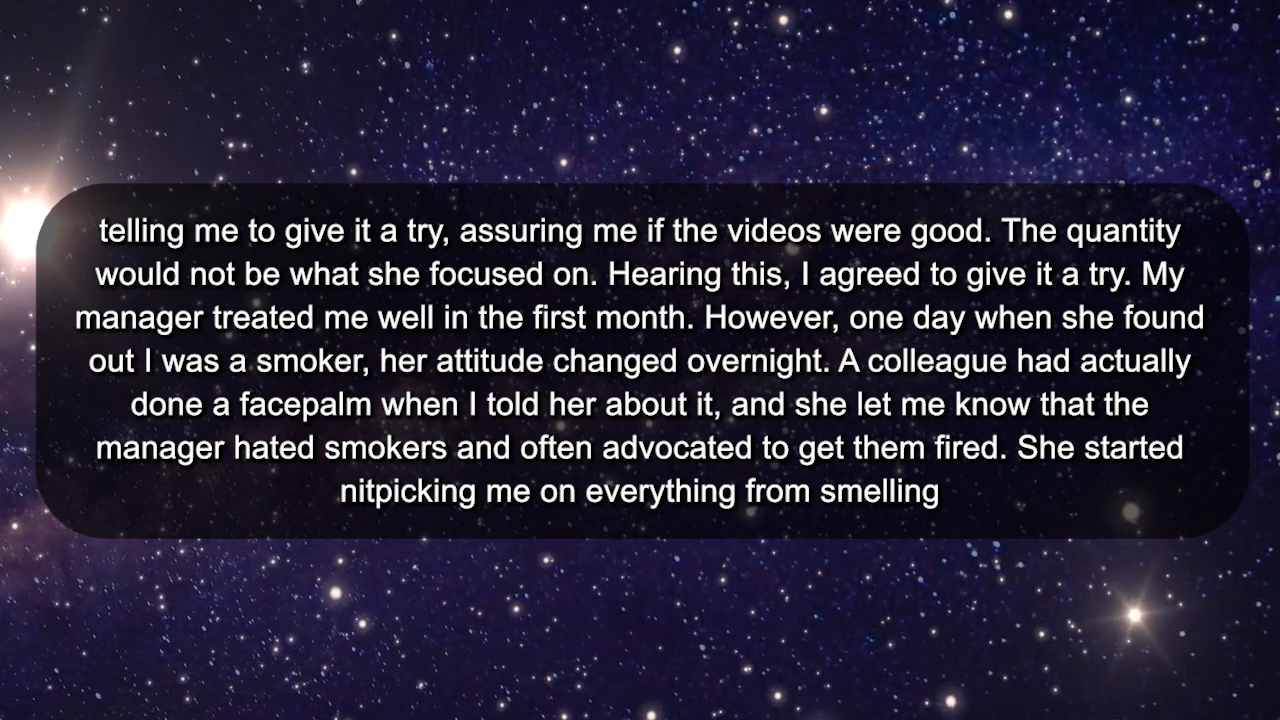 telling me to give it a try, assuring me if the videos were good. The quantity
would not be what she focused on. Hearing this, I agreed to give it a try. My
manager treated me well in the first month. However, one day when she found
out I was a smoker, her attitude changed overnight. A colleague had actually
done a facepalm when I told her about it, and she let me know that the
manager hated smokers and often advocated to get them fired. She started
nitpicking me on everything from smelling